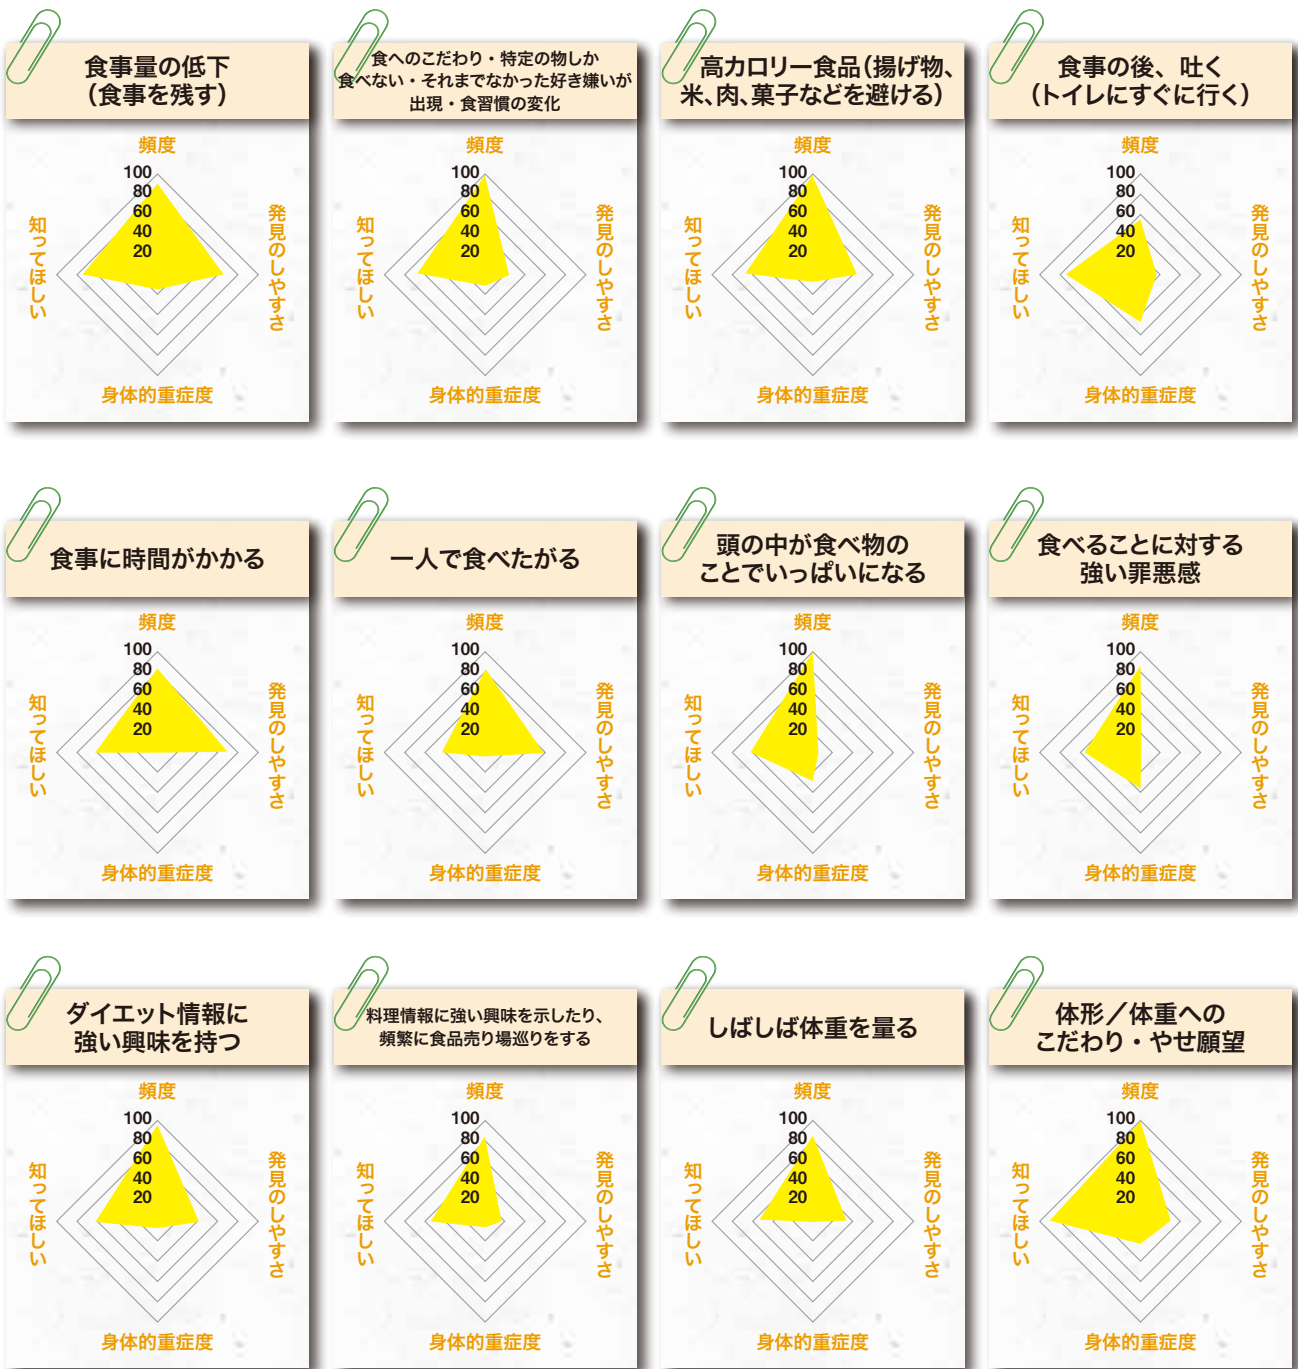 食事量の低下
（食事を残す）
頻度
100
80
60
40
20
知ってほしい
発見のしやすさ
身体的重症度
食へのこだわり・特定の物しか
食べない・それまでなかった好き嫌いが
出現・食習慣の変化
頻度
100
80
60
40
20
知ってほしい
発見のしやすさ
身体的重症度
高カロリー食品（揚げ物、
米、肉、菓子などを避ける）
頻度
100
80
60
40
20
知ってほしい
発見のしやすさ
身体的重症度
食事の後、吐く
（トイレにすぐに行く）
頻度
100
80
60
40
20
知ってほしい
発見のしやすさ
身体的重症度
食事に時間がかかる
頻度
100
80
60
40
20
知ってほしい
発見のしやすさ
身体的重症度
一人で食べたがる
頻度
100
80
60
40
20
知ってほしい
発見のしやすさ
身体的重症度
頭の中が食べ物の
ことでいっぱいになる
頻度
100
80
60
40
20
知ってほしい
発見のしやすさ
身体的重症度
食べることに対する
強い罪悪感
頻度
100
80
60
40
20
知ってほしい
発見のしやすさ
身体的重症度
ダイエット情報に
強い興味を持つ
頻度
100
80
60
40
20
知ってほしい
発見のしやすさ
身体的重症度
料理情報に強い興味を示したり、
頻繁に食品売り場巡りをする
頻度
100
80
60
40
20
知ってほしい
発見のしやすさ
身体的重症度
しばしば体重を量る
頻度
100
80
60
40
20
知ってほしい
発見のしやすさ
身体的重症度
体形／体重への
こだわり・やせ願望
頻度
100
80
60
40
20
知ってほしい
発見のしやすさ
身体的重症度